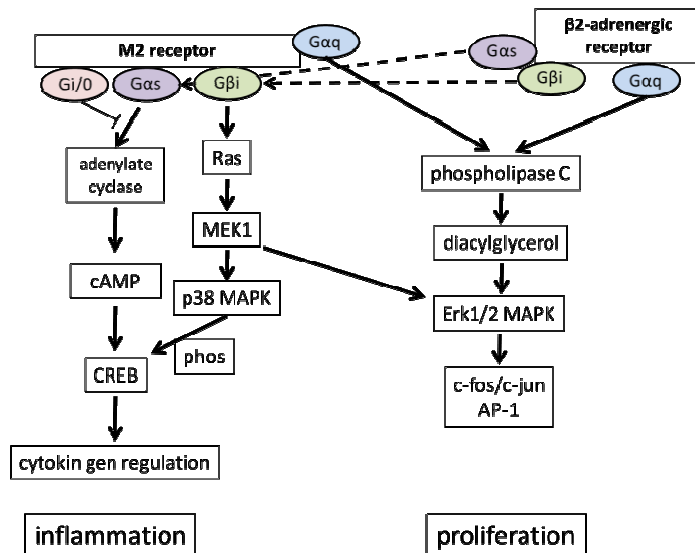 M2 receptor
Gαq
β2-adrenergic
receptor
Gαs
Gβi
Gαq
Gi/0
Gαs
Gβi
adenylate
cyclase
Ras
phospholipase C
MEK1
diacylglycerol
cAMP
p38 MAPK
Erk1/2 MAPK
phos
CREB
c-fos/c-jun
AP-1
cytokin gen regulation
inflammation
proliferation